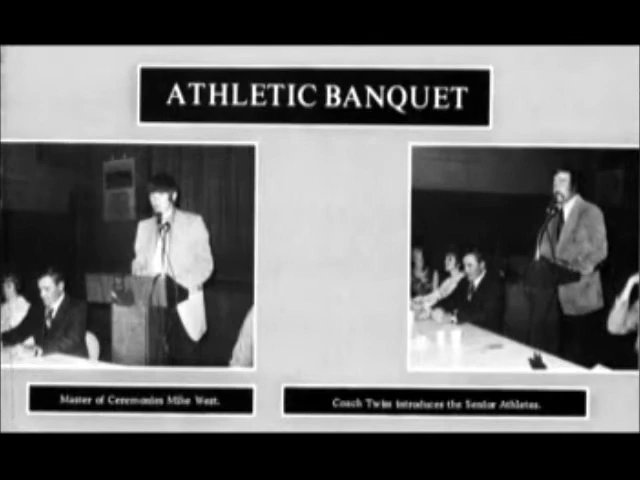 ATHLETIC BANQUET
Master of Ceremonies Mike West.
Coach Twiss introduces the Senior Athletes.